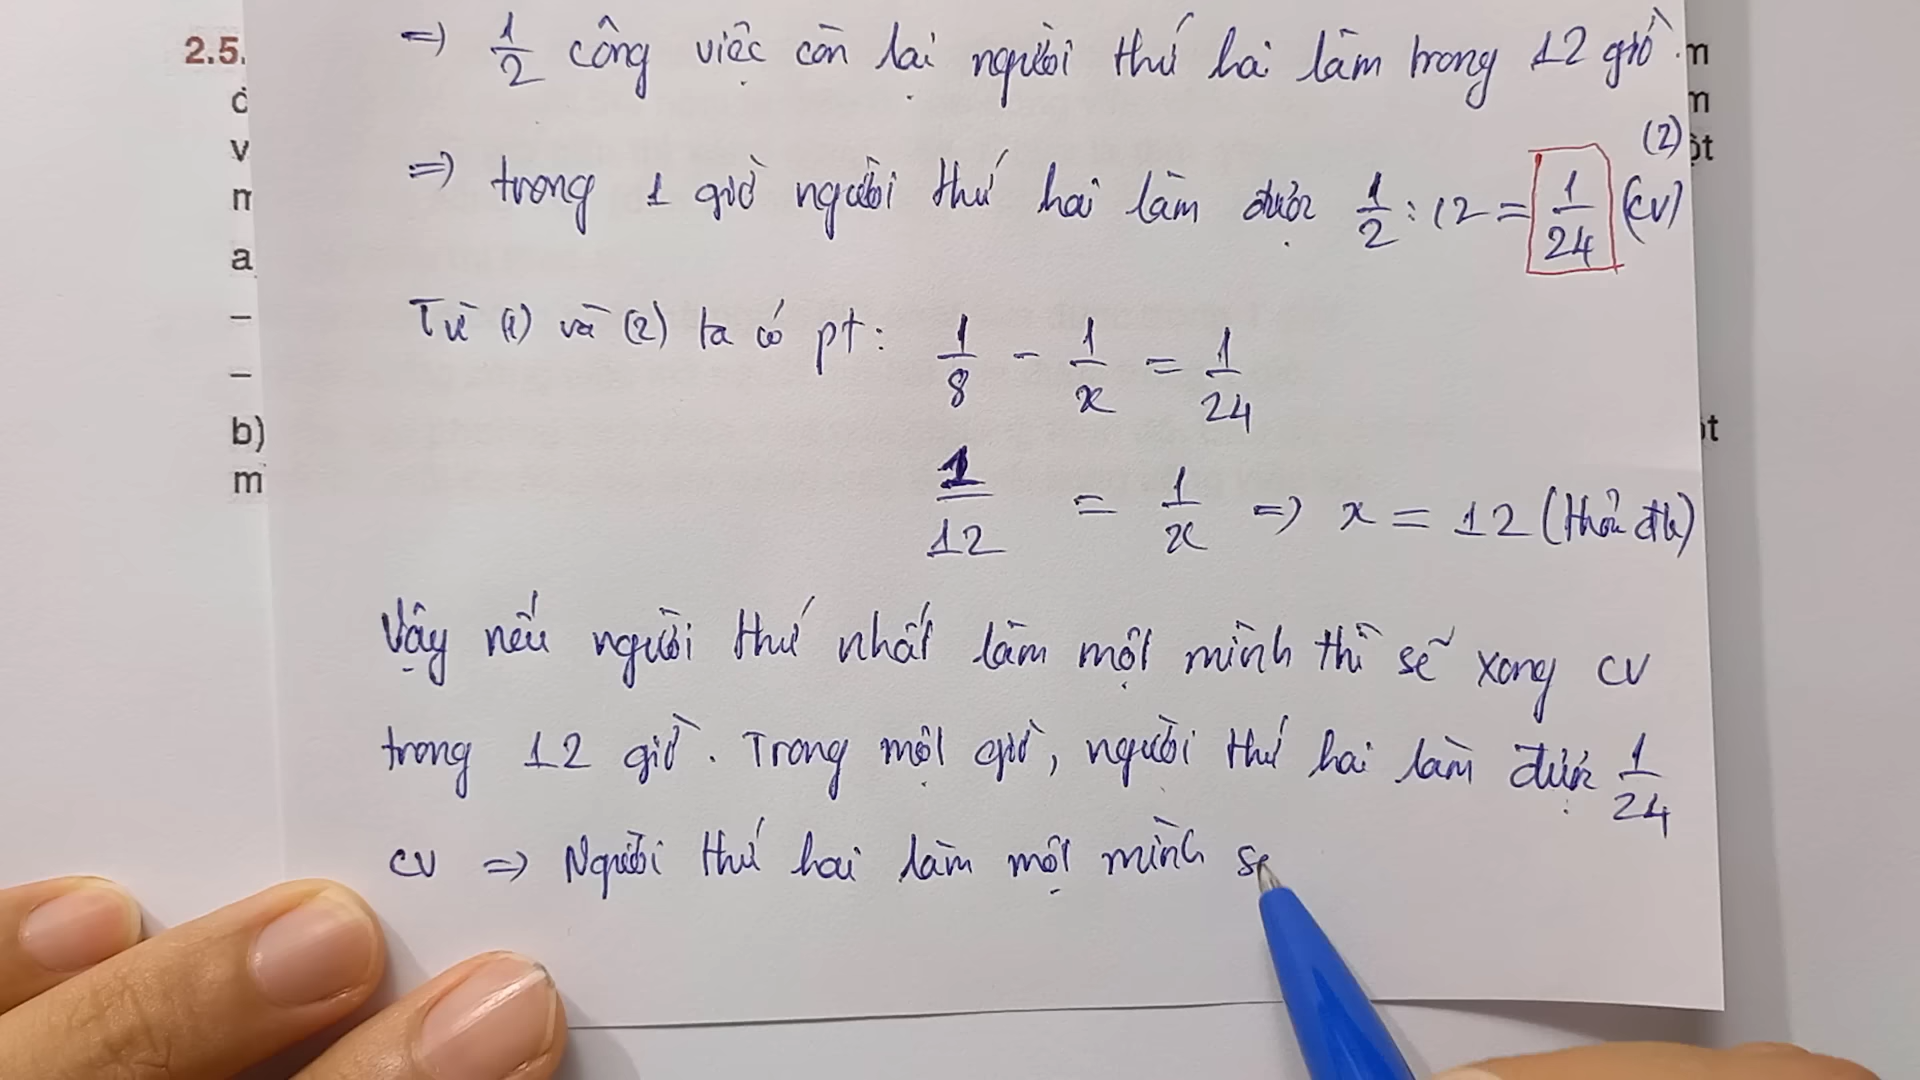 2.5.
=> 1/2 công việc còn lại người thứ hai làm trong 12 giờ.
(2)
=> trong 1 giờ người thứ hai làm được 1/2 : 12 = 1/24 (cv)
Từ (1) và (2) ta có pt: 1/8 - 1/x = 1/24
1/12 = 1/x => x = 12 (thỏa đk)
b)
Vậy nếu người thứ nhất làm một mình thì sẽ xong cv
trong 12 giờ. Trong một giờ, người thứ hai làm được 1/24
cv => Người thứ hai làm một mình